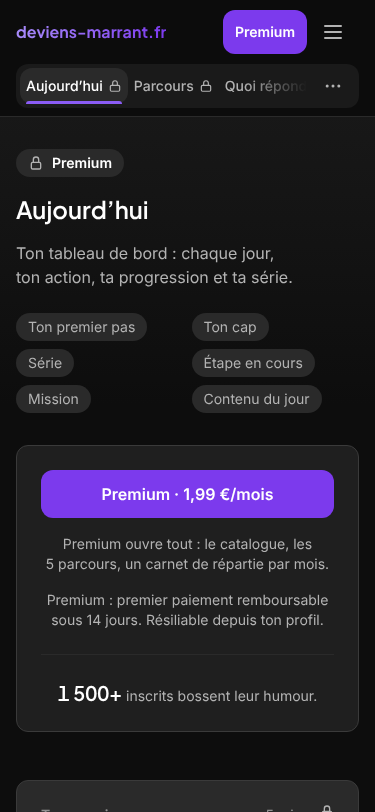 deviens-marrant.fr
Premium
Aujourd’hui
Parcours
Quoi répond
Premium
Aujourd’hui
Ton tableau de bord : chaque jour,
ton action, ta progression et ta série.
Ton premier pas
Ton cap
Série
Étape en cours
Mission
Contenu du jour
Premium · 1,99 €/mois
Premium ouvre tout : le catalogue, les
5 parcours, un carnet de répartie par mois.
Premium : premier paiement remboursable
sous 14 jours. Résiliable depuis ton profil.
1 500+ inscrits bossent leur humour.